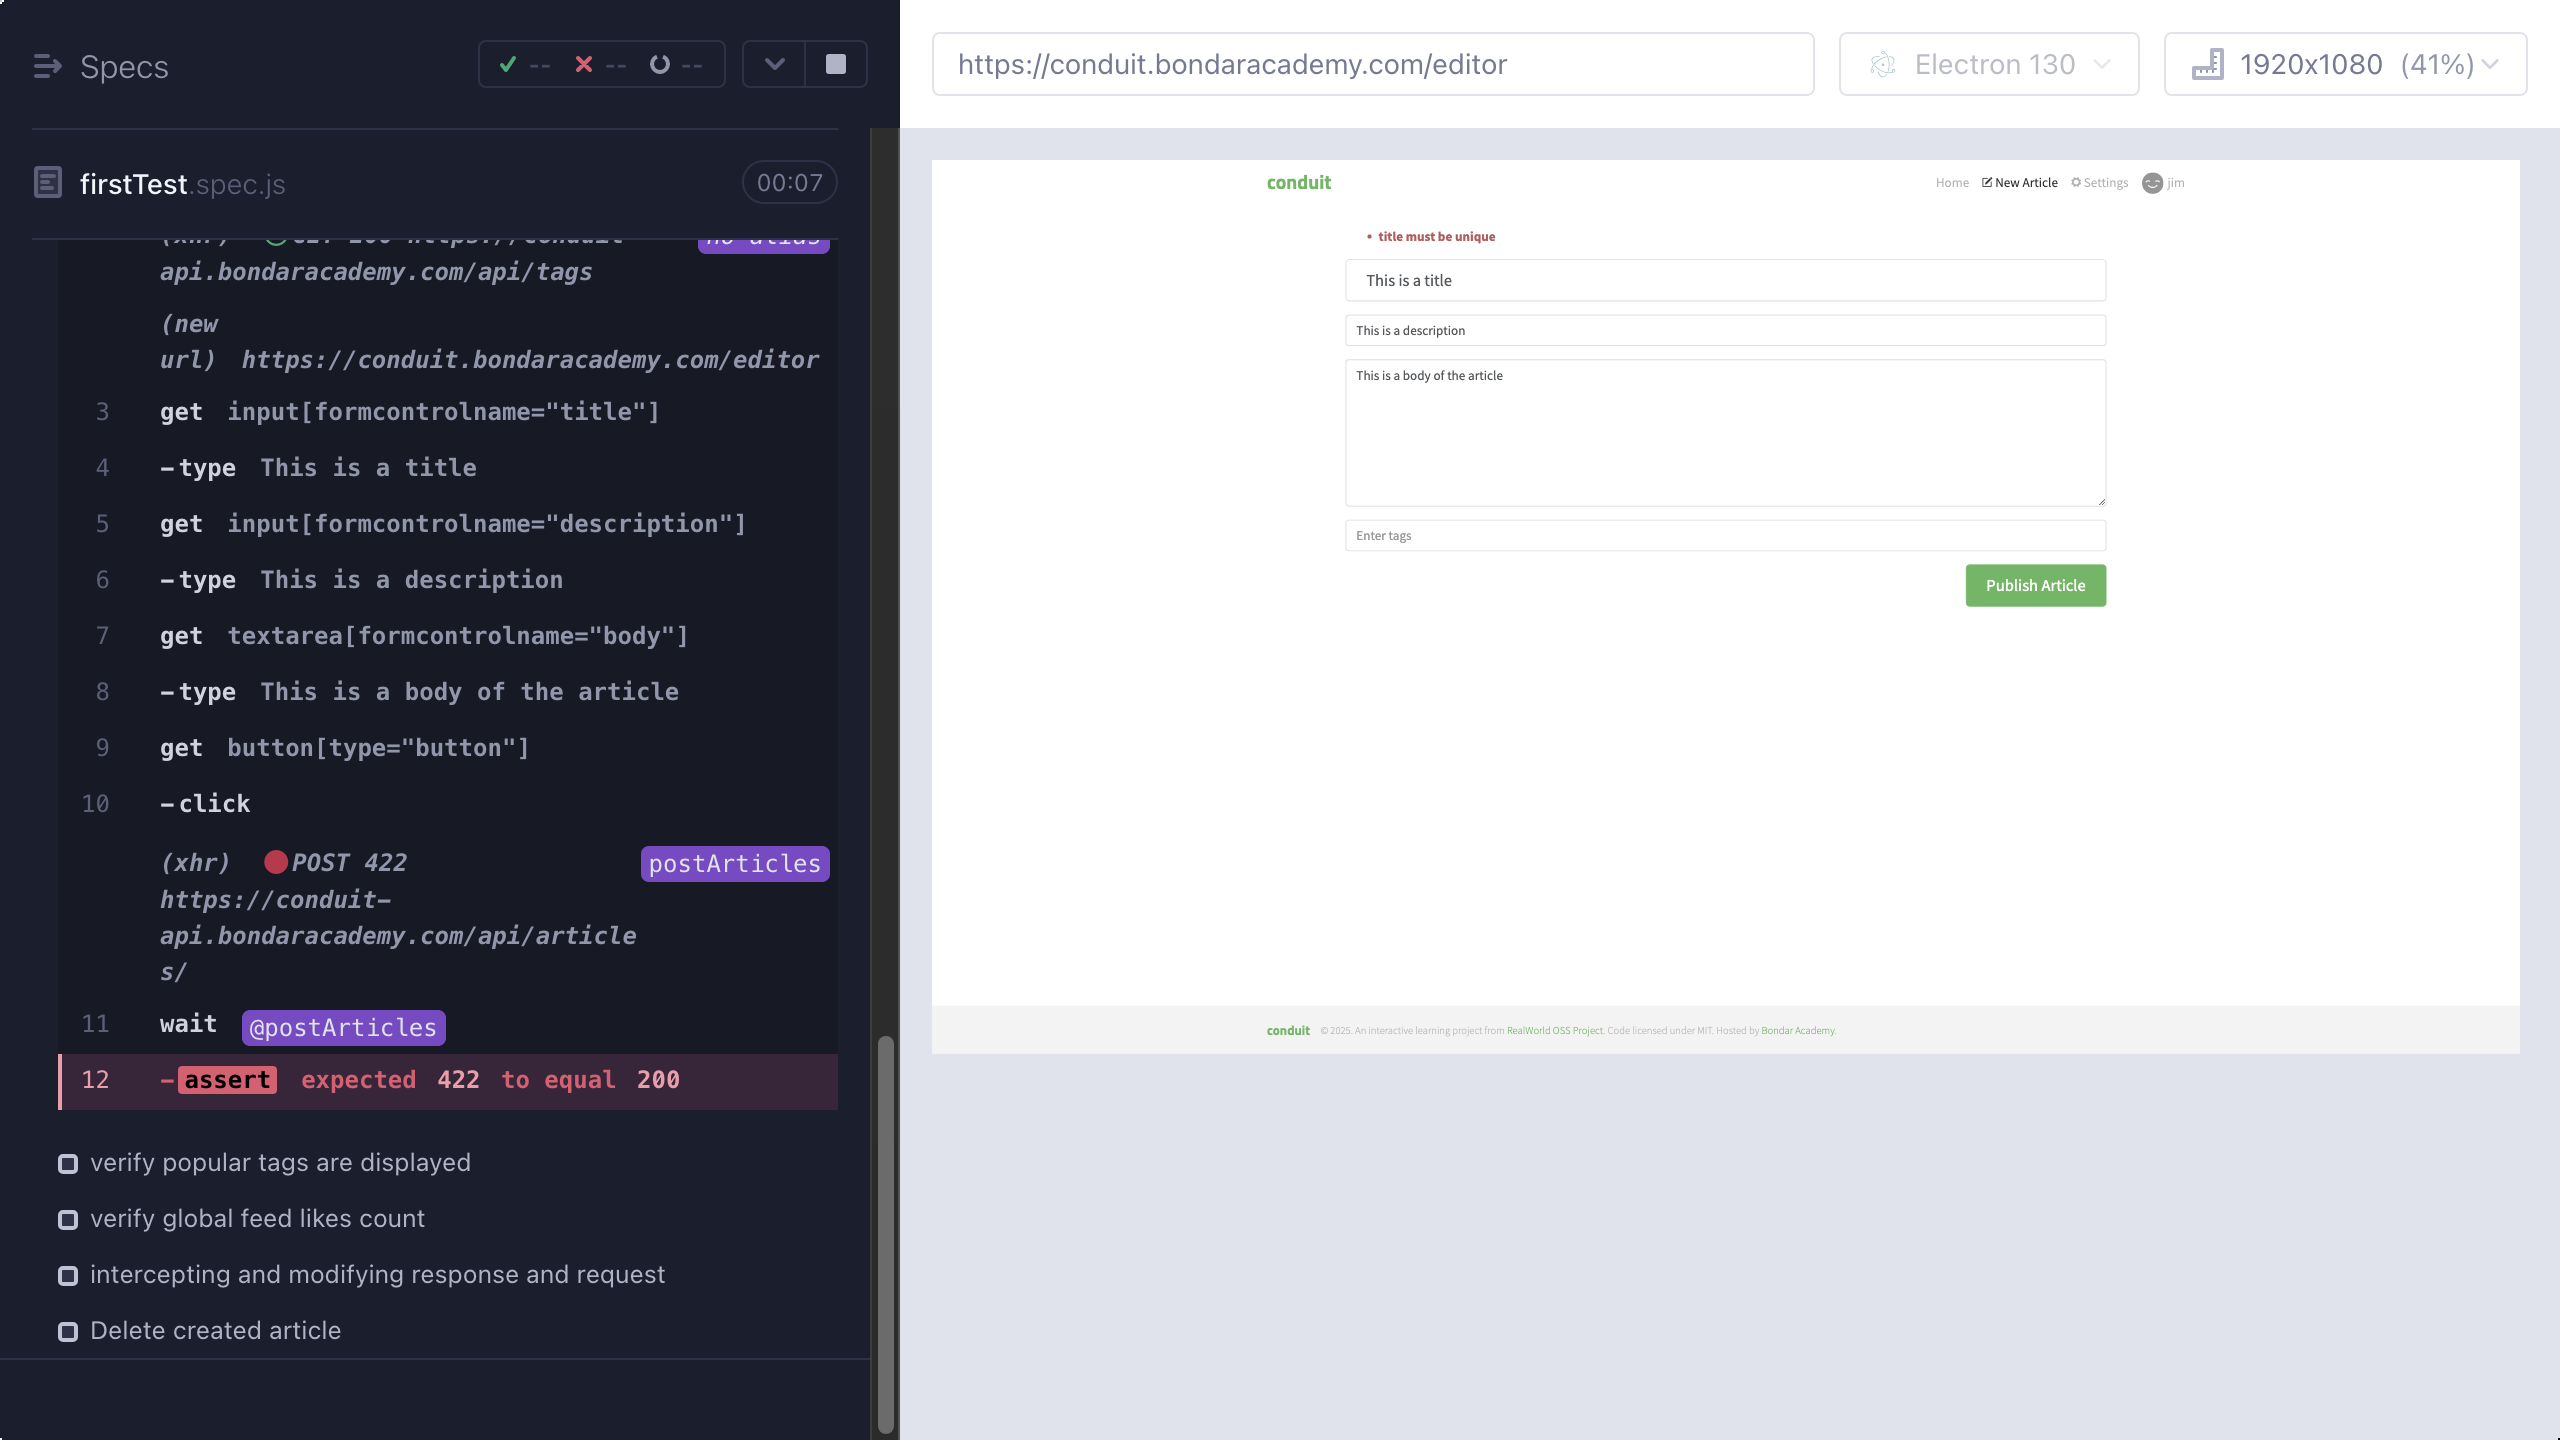 Specs
-- -- --
firstTest.spec.js
00:07
api.bondaracademy.com/api/tags
(new
url) https://conduit.bondaracademy.com/editor
3 get input[formcontrolname="title"]
4 -type This is a title
5 get input[formcontrolname="description"]
6 -type This is a description
7 get textarea[formcontrolname="body"]
8 -type This is a body of the article
9 get button[type="button"]
10 -click
(xhr) POST 422 postArticles
https://conduit-
api.bondaracademy.com/api/article
s/
11 wait @postArticles
12 -assert expected 422 to equal 200
verify popular tags are displayed
verify global feed likes count
intercepting and modifying response and request
Delete created article
https://conduit.bondaracademy.com/editor
Electron 130
1920x1080 (41%)
conduit
Home New Article Settings jim
• title must be unique
This is a title
This is a description
This is a body of the article
Enter tags
Publish Article
conduit © 2025. An interactive learning project from RealWorld OSS Project. Code licensed under MIT. Hosted by Bondar Academy.